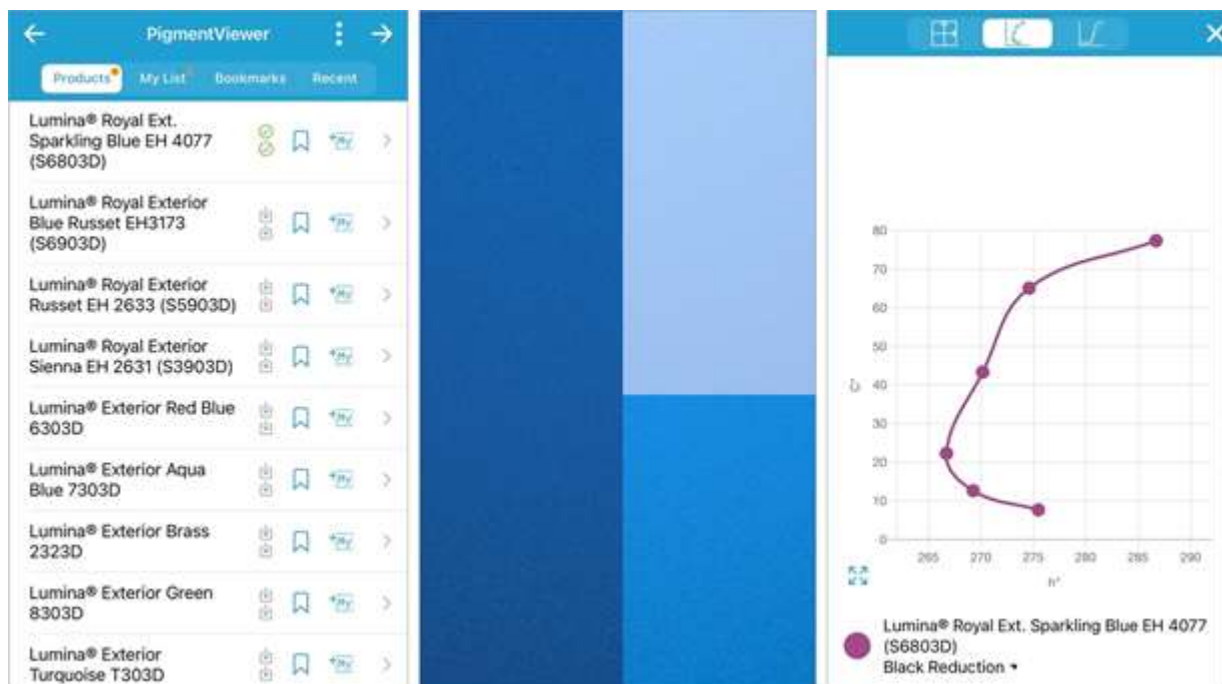 PigmentViewer
Products
My List
Bookmarks
Recent
Lumina® Royal Ext.
Sparkling Blue EH 4077
(S6803D)
Lumina® Royal Exterior
Blue Russet EH3173
(S6903D)
Lumina® Royal Exterior
Russet EH 2633 (S5903D)
Lumina® Royal Exterior
Sienna EH 2631 (S3903D)
Lumina® Exterior Red Blue
6303D
Lumina® Exterior Aqua
Blue 7303D
Lumina® Exterior Brass
2323D
Lumina® Exterior Green
8303D
Lumina® Exterior
Turquoise T303D
80
70
60
50
40
30
20
10
0
C*
265 270 275 280 285 290
h°
Lumina® Royal Ext. Sparkling Blue EH 4077
(S6803D)
Black Reduction